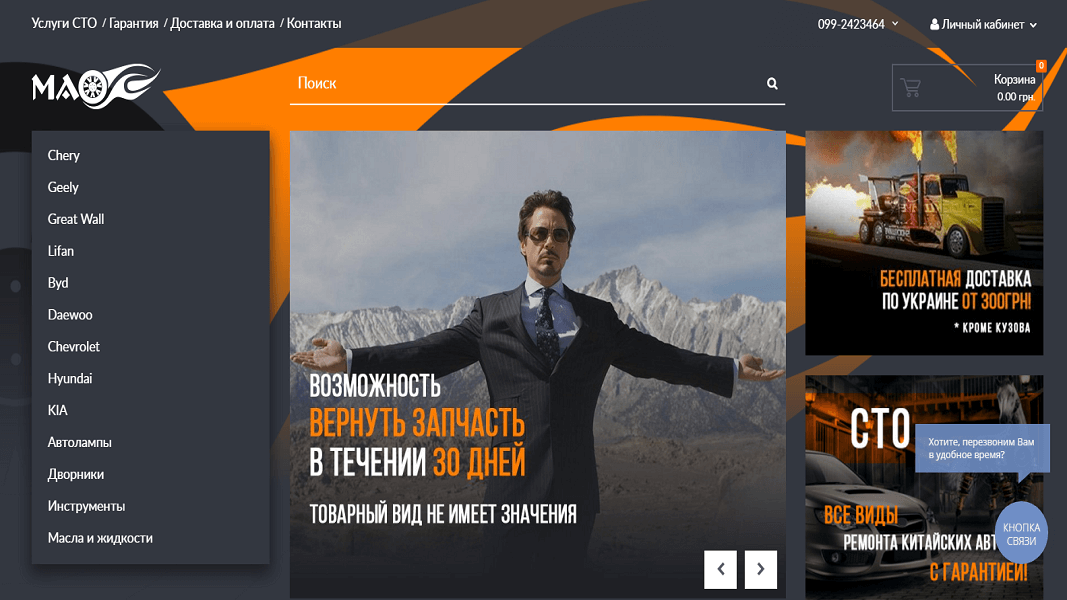 Услуги СТО / Гарантия / Доставка и оплата / Контакты
099-2423464
Личный кабинет
МАО
Поиск
0
Корзина
0.00 грн.
Chery
Geely
Great Wall
Lifan
Byd
Daewoo
Chevrolet
Hyundai
KIA
Автолампы
Дворники
Инструменты
Масла и жидкости
ВОЗМОЖНОСТЬ
ВЕРНУТЬ ЗАПЧАСТЬ
В ТЕЧЕНИИ 30 ДНЕЙ
ТОВАРНЫЙ ВИД НЕ ИМЕЕТ ЗНАЧЕНИЯ
БЕСПЛАТНАЯ ДОСТАВКА
ПО УКРАИНЕ ОТ 300ГРН!
* КРОМЕ КУЗОВА
СТО
Хотите, перезвоним Вам
в удобное время?
ВСЕ ВИДЫ
РЕМОНТА КИТАЙСКИХ АВТ
С ГАРАНТИЕЙ!
КНОПКА
СВЯЗИ